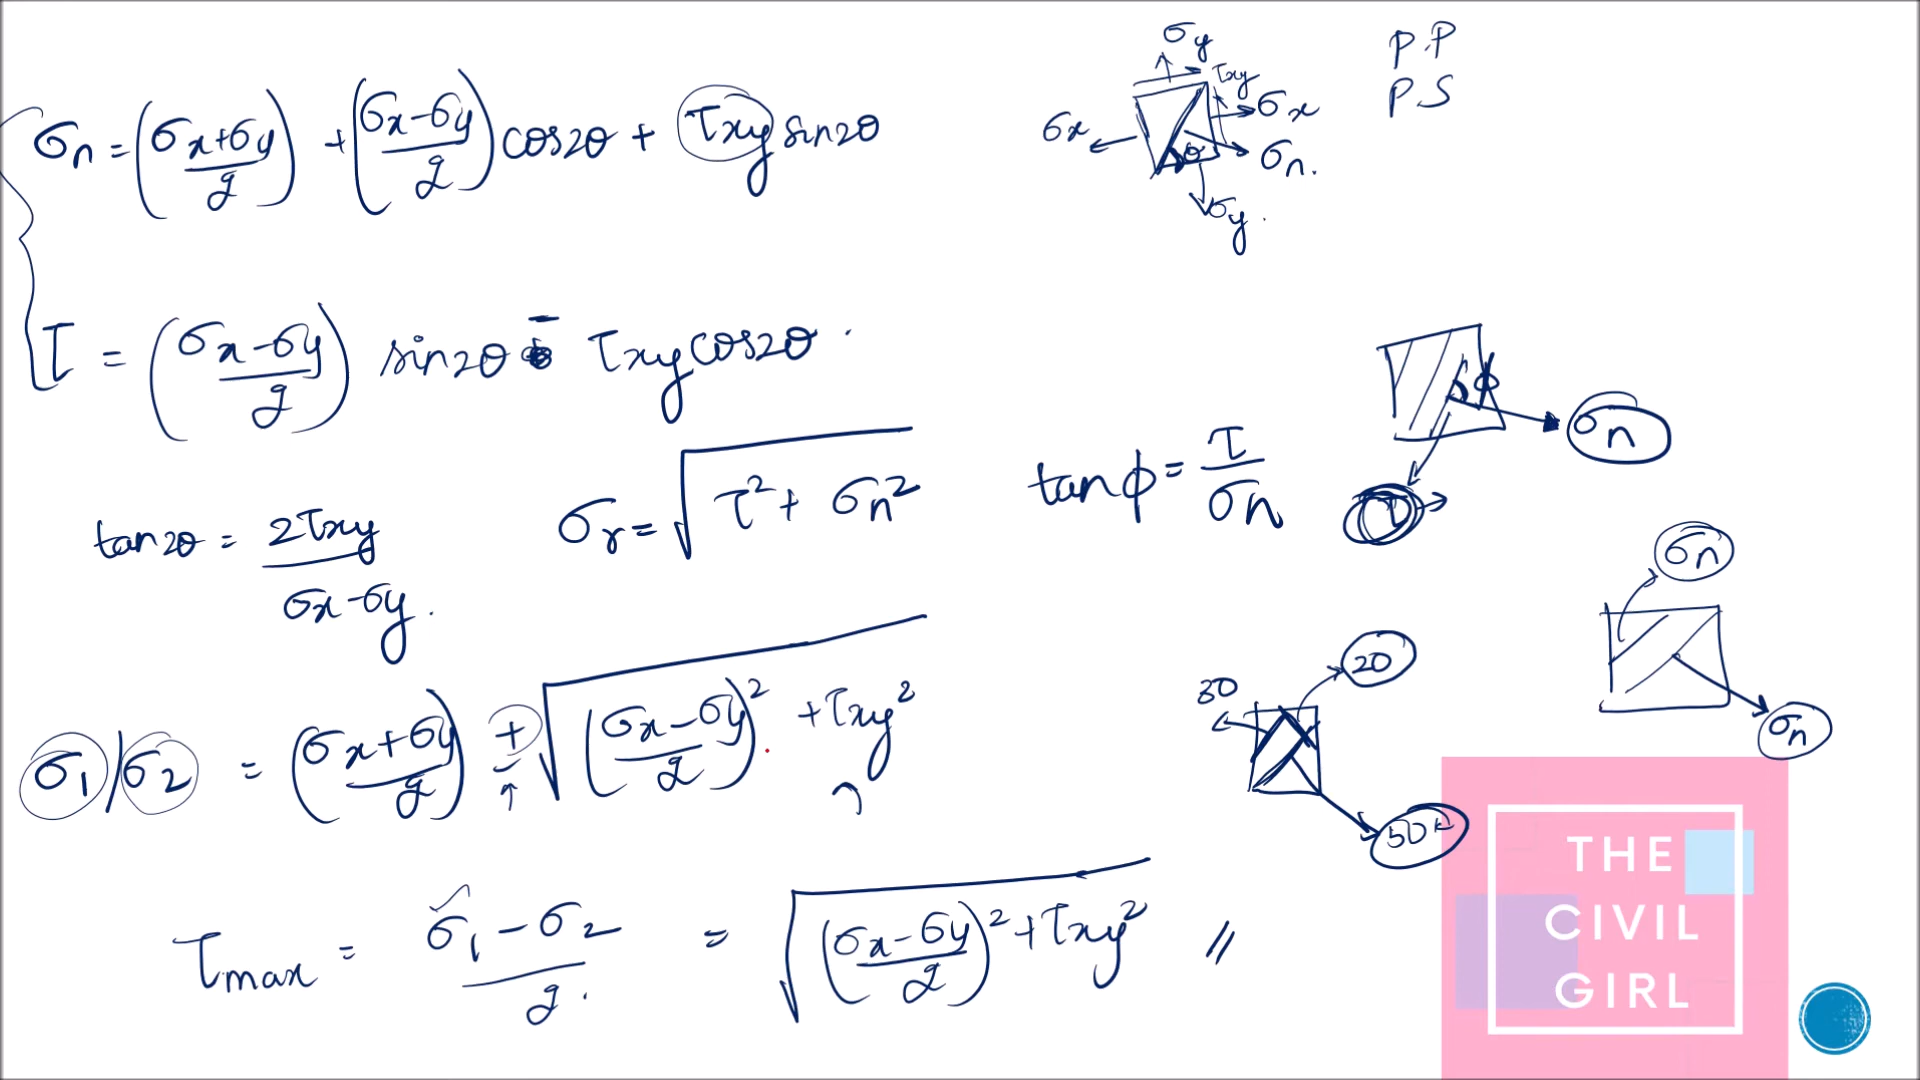 σn = (σx+σy/2) + (σx-σy/2) cos2θ + τxy sin2θ
τ = (σx-σy/2) sin2θ - τxy cos2θ
tan2θ = 2τxy/σx-σy.
σr = √τ² + σn²
tanϕ = τ/σn
σ1/σ2 = (σx+σy/2) ± √(σx-σy/2)² + τxy²
τmax = σ1-σ2/2. = √(σx-σy/2)² + τxy² //
σy
τxy
σx
σx
θ
σn.
σy.
P.P
P.S
ϕ
σn
τ
σn
σn
30
20
50
THE
CIVIL
GIRL